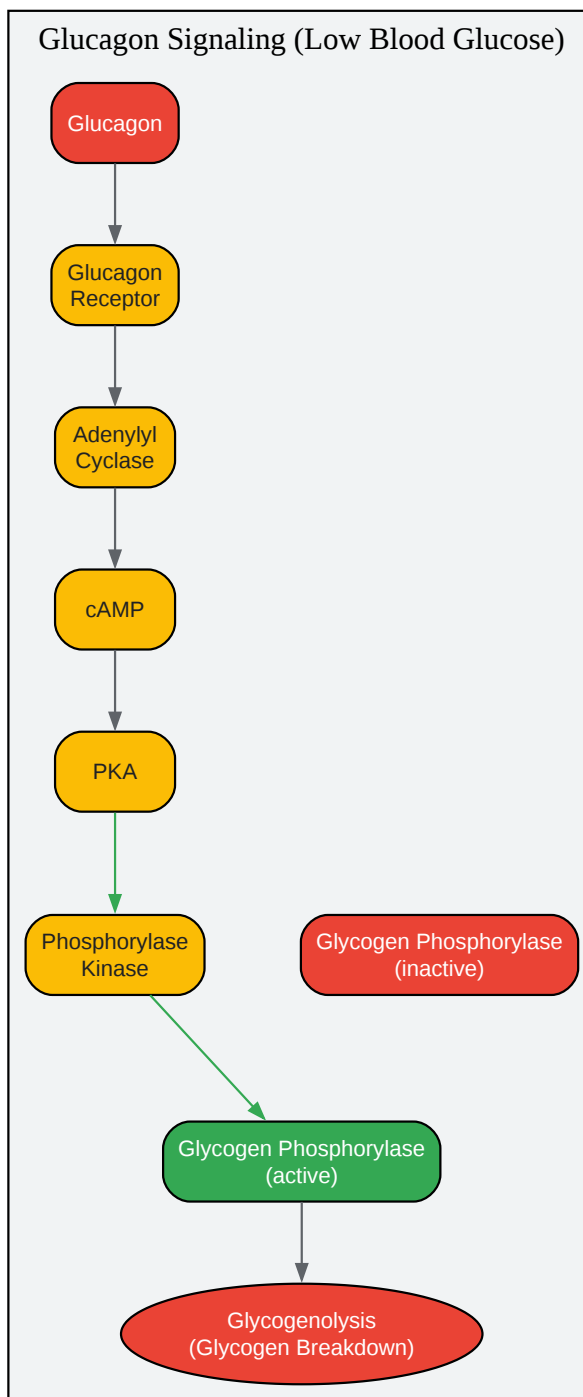 Glucagon Signaling (Low Blood Glucose)
Glucagon
Glucagon
Receptor
Adenylyl
Cyclase
cAMP
PKA
Phosphorylase
Kinase
Glycogen Phosphorylase
(inactive)
Glycogen Phosphorylase
(active)
Glycogenolysis
(Glycogen Breakdown)